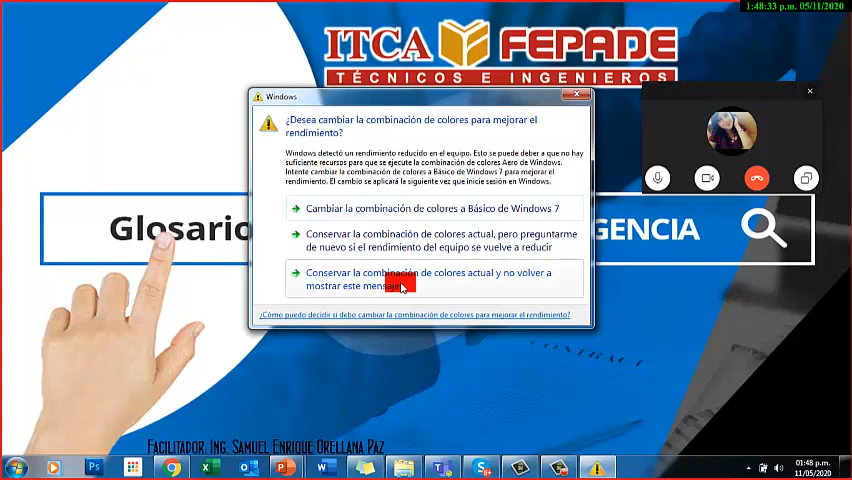 1:48:33 p.m. 05/11/2020
ITCA FEPADE
TÉCNICOS E INGENIEROS
Windows
¿Desea cambiar la combinación de colores para mejorar el
rendimiento?
Windows detectó un rendimiento reducido en el equipo. Esto se puede deber a que no hay
suficiente recursos para que se ejecute la combinación de colores Aero de Windows.
Intente cambiar la combinación de colores a Básico de Windows 7 para mejorar el
rendimiento. El cambio se aplicará la siguiente vez que inicie sesión en Windows.
Cambiar la combinación de colores a Básico de Windows 7
Conservar la combinación de colores actual, pero preguntarme
de nuevo si el rendimiento del equipo se vuelve a reducir
Conservar la combinación de colores actual y no volver a
mostrar este mensaje
¿Cómo puedo decidir si debo cambiar la combinación de colores para mejorar el rendimiento?
Glosario
GENCIA
CONTRACT
Facilitador: Ing. Samuel Enrique Orellana Paz
Ps
01:48 p.m.
11/05/2020